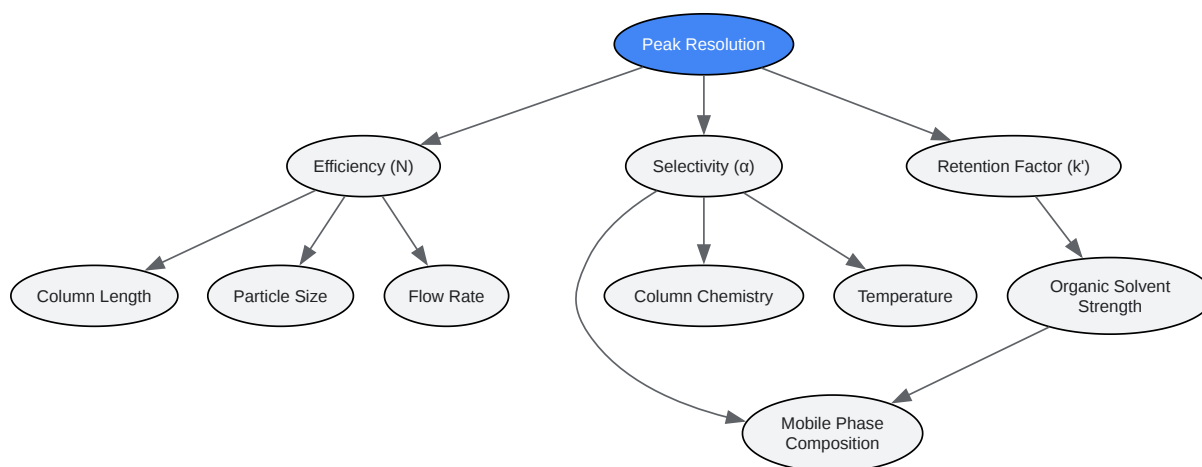 Peak Resolution
Efficiency (N)
Selectivity (α)
Retention Factor (k')
Column Length
Particle Size
Flow Rate
Column Chemistry
Temperature
Organic Solvent
Strength
Mobile Phase
Composition